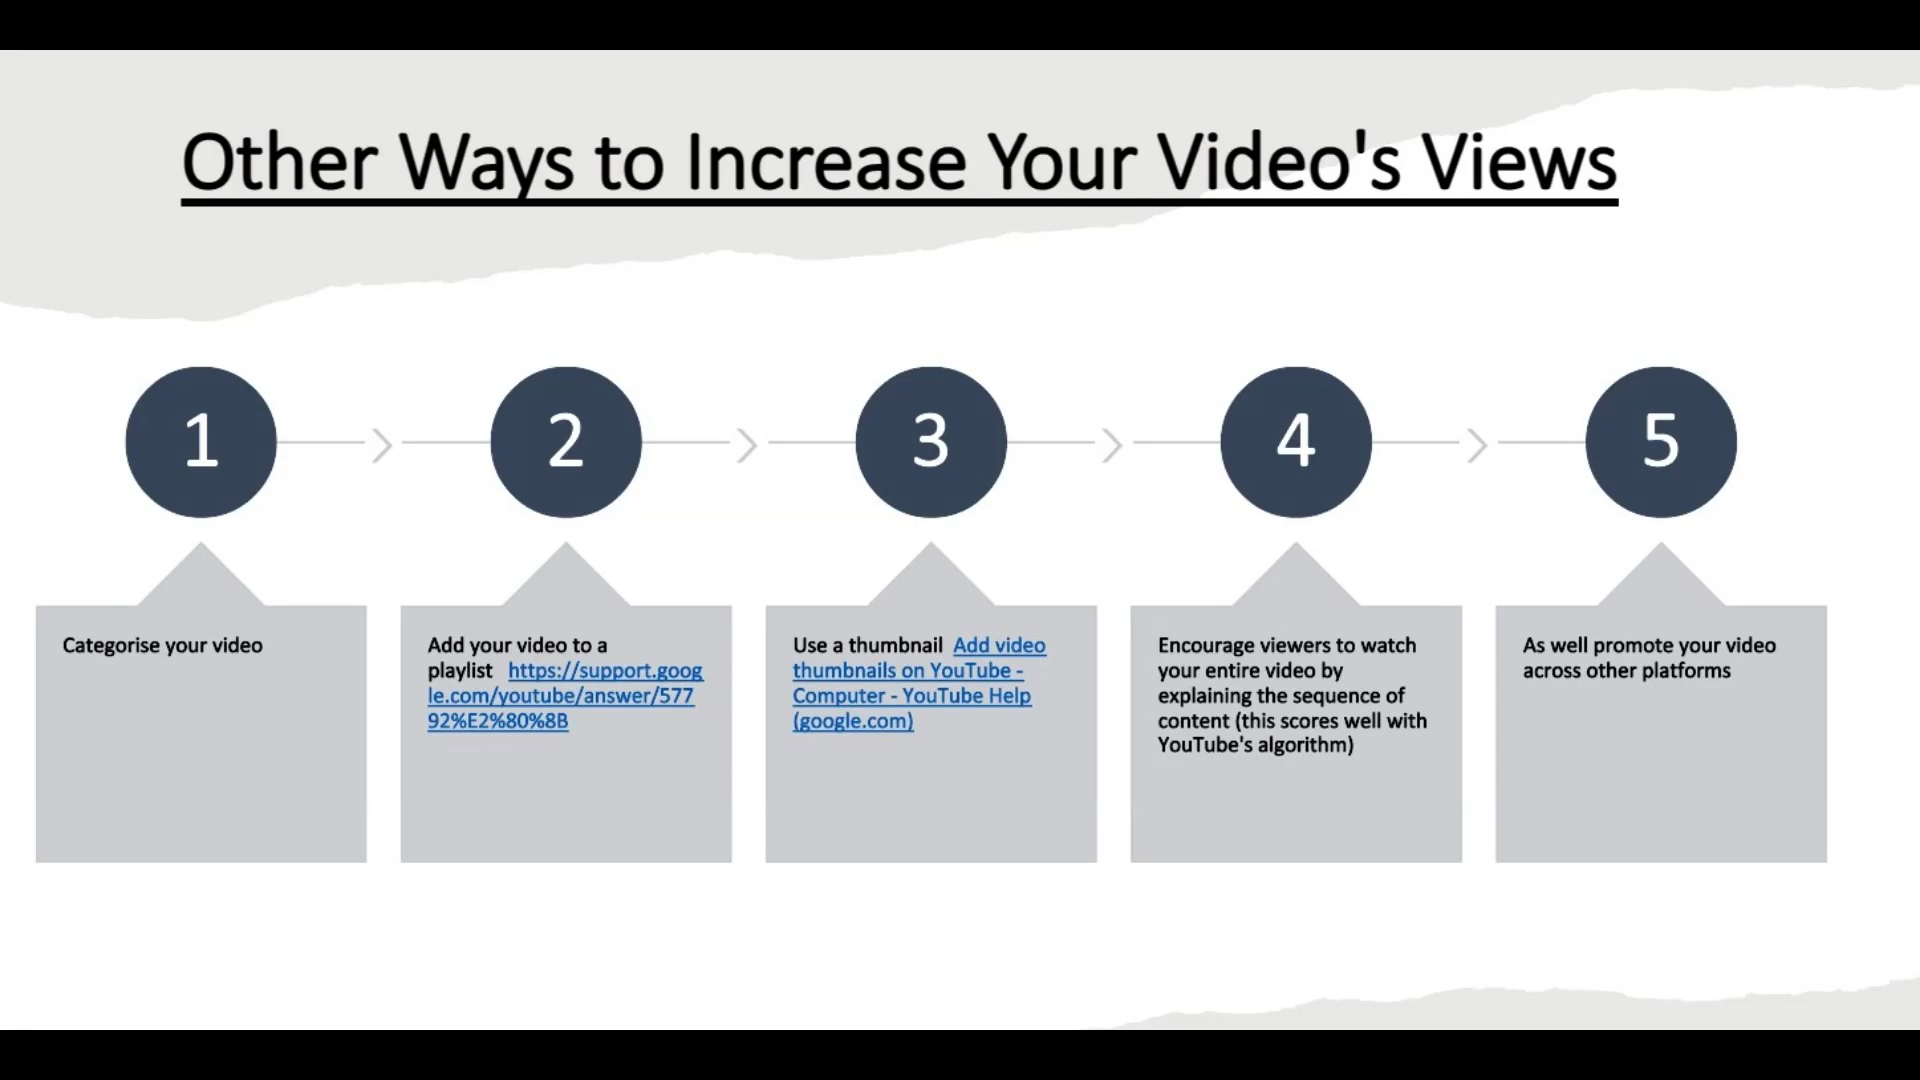 Other Ways to Increase Your Video's Views
1
2
3
4
5
Categorise your video
Add your video to a
playlist https://support.goog
le.com/youtube/answer/577
92%E2%80%8B
Use a thumbnail Add video
thumbnails on YouTube -
Computer - YouTube Help
(google.com)
Encourage viewers to watch
your entire video by
explaining the sequence of
content (this scores well with
YouTube's algorithm)
As well promote your video
across other platforms